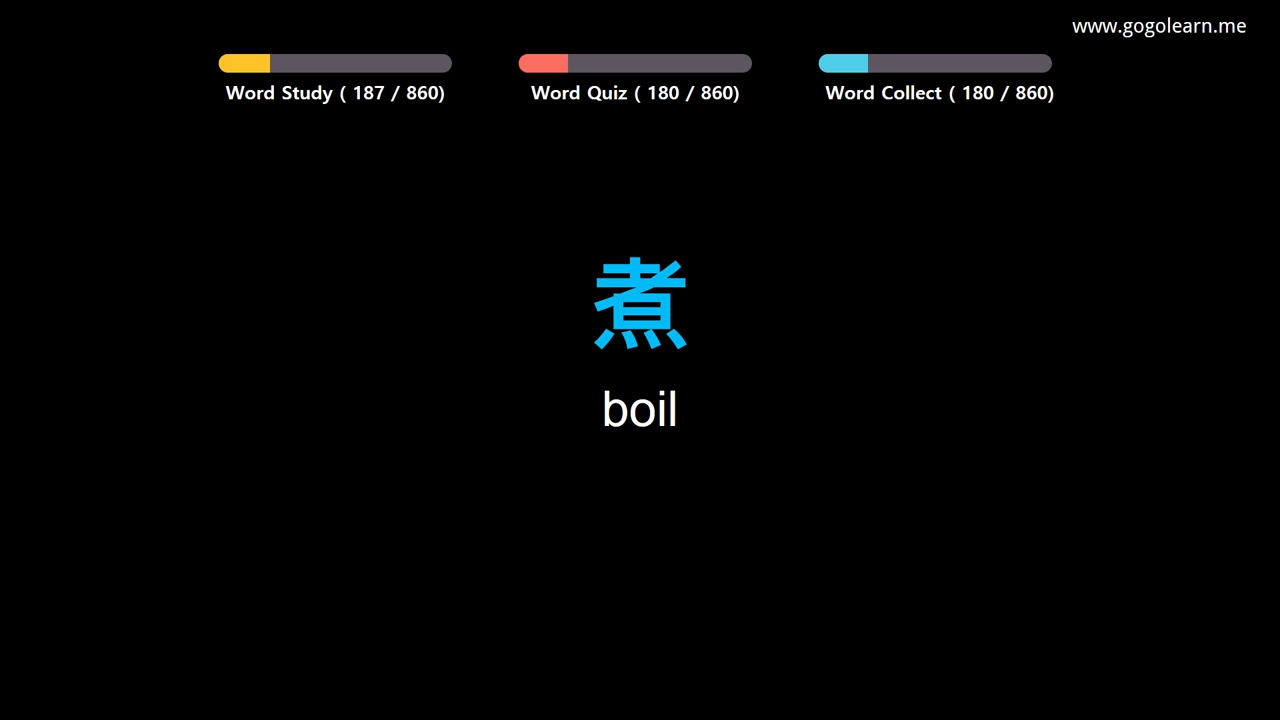 www.gogolearn.me
Word Study ( 187 / 860)
Word Quiz ( 180 / 860)
Word Collect ( 180 / 860)
煮
boil